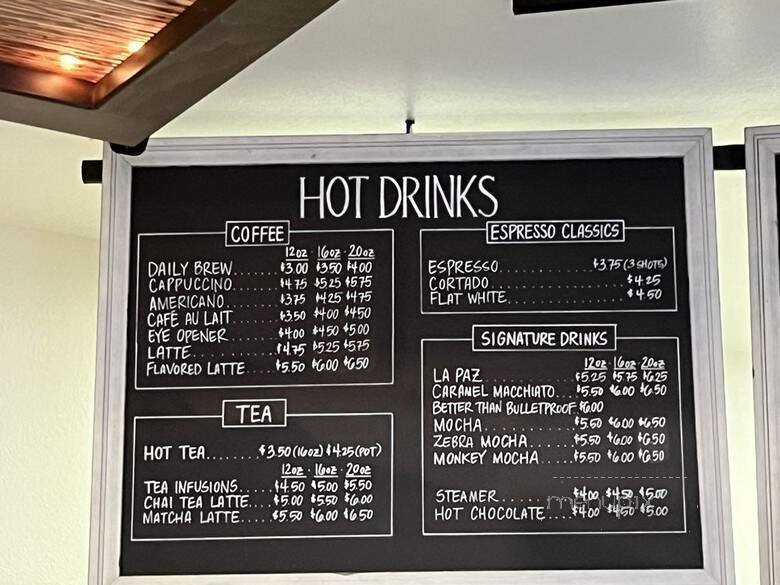 HOT DRINKS
COFFEE
12oz · 16oz · 20oz
DAILY BREW....... $3.00 $3.50 $4.00
CAPPUCCINO....... $4.75 $5.25 $5.75
AMERICANO....... $3.75 $4.25 $4.75
CAFÉ AU LAIT...... $3.50 $4.00 $4.50
EYE OPENER...... $4.00 $4.50 $5.00
LATTE........... $4.75 $5.25 $5.75
FLAVORED LATTE.... $5.50 $6.00 $6.50
TEA
HOT TEA........ $3.50 (16oz) $4.25 (POT)
12oz · 16oz · 20oz
TEA INFUSIONS..... $4.50 $5.00 $5.50
CHAI TEA LATTE.... $5.00 $5.50 $6.00
MATCHA LATTE..... $5.50 $6.00 $6.50
ESPRESSO CLASSICS
ESPRESSO........... $3.75 (3 SHOTS)
CORTADO............... $4.25
FLAT WHITE............ $4.50
SIGNATURE DRINKS
12oz · 16oz · 20oz
LA PAZ........... $5.25 $5.75 $6.25
CARAMEL MACCHIATO.. $5.50 $6.00 $6.50
BETTER THAN BULLETPROOF $6.00
MOCHA........... $5.50 $6.00 $6.50
ZEBRA MOCHA...... $5.50 $6.00 $6.50
MONKEY MOCHA.... $5.50 $6.00 $6.50
STEAMER......... $4.00 $4.50 $5.00
HOT CHOCOLATE.... $4.00 $4.50 $5.00